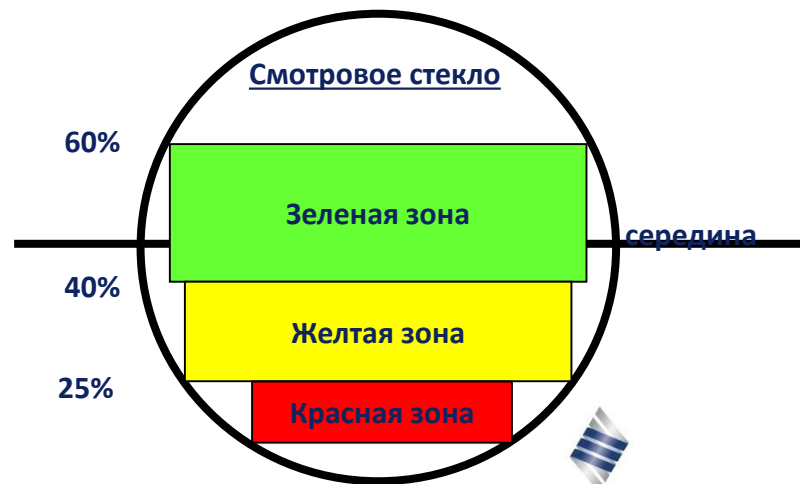 Смотровое стекло
60%
Зеленая зона
середина
40%
Желтая зона
25%
Красная зона